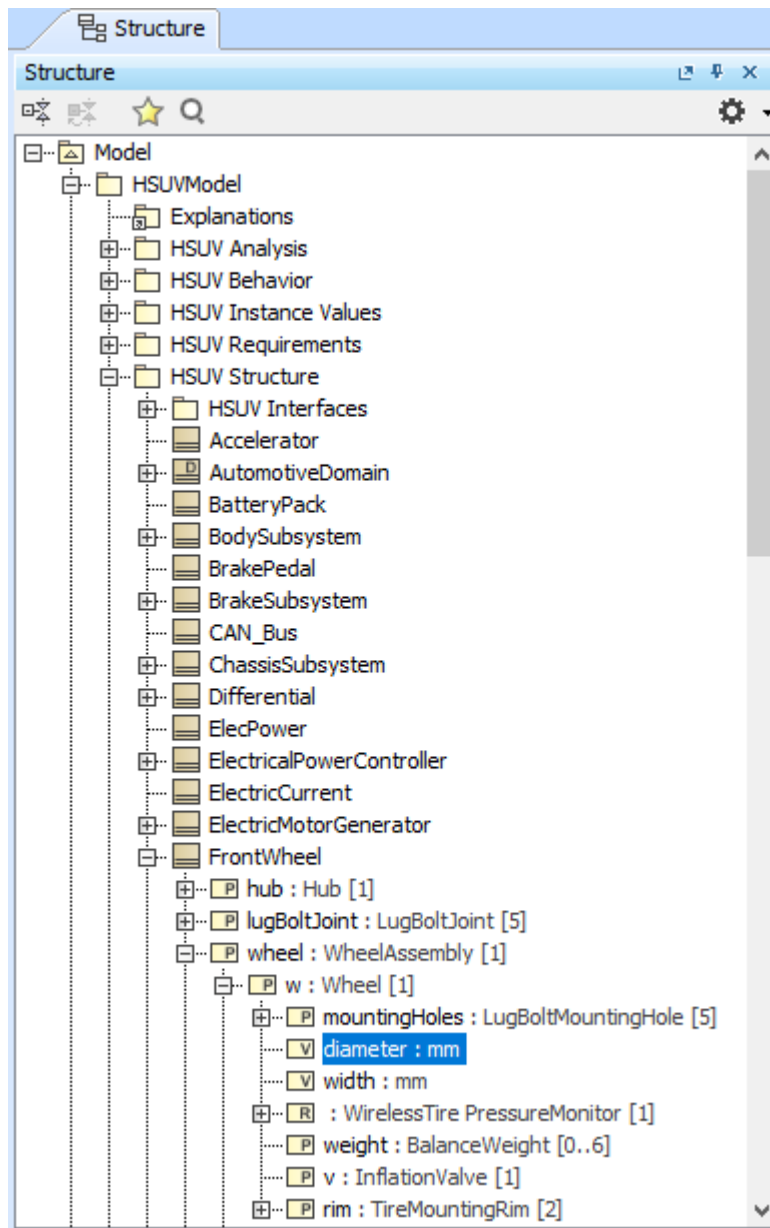 Structure
Structure
Model
HSUVModel
Explanations
HSUV Analysis
HSUV Behavior
HSUV Instance Values
HSUV Requirements
HSUV Structure
HSUV Interfaces
Accelerator
D AutomotiveDomain
BatteryPack
BodySubsystem
BrakePedal
BrakeSubsystem
CAN_Bus
ChassisSubsystem
Differential
ElecPower
ElectricalPowerController
ElectricCurrent
ElectricMotorGenerator
FrontWheel
P hub : Hub [1]
P lugBoltJoint : LugBoltJoint [5]
P wheel : WheelAssembly [1]
P w : Wheel [1]
P mountingHoles : LugBoltMountingHole [5]
V diameter : mm
V width : mm
R : WirelessTire PressureMonitor [1]
P weight : BalanceWeight [0..6]
P v : InflationValve [1]
P rim : TireMountingRim [2]